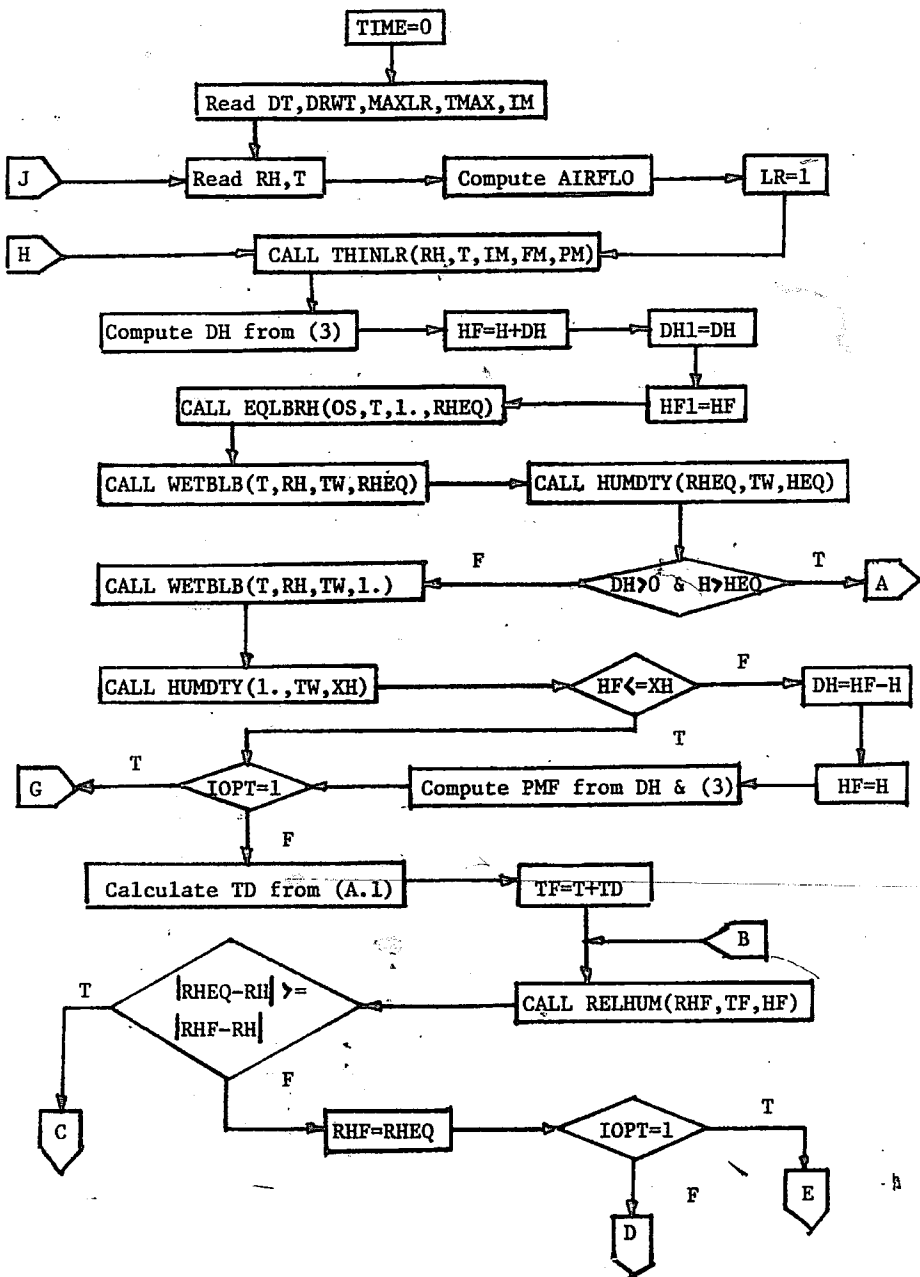 TIME=0
Read DT,DRWT,MAXLR,TMAX,IM
J
Read RH,T
Compute AIRFLO
LR=1
H
CALL THINLR(RH,T,IM,FM,PM)
Compute DH from (3)
HF=H+DH
DH1=DH
CALL EQLBRH(OS,T,1.,RHEQ)
HF1=HF
CALL WETBLB(T,RH,TW,RHEQ)
CALL HUMDTY(RHEQ,TW,HEQ)
CALL WETBLB(T,RH,TW,1.)
F
DH>0 & H>HEQ
T
A
CALL HUMDTY(1.,TW,XH)
HF<=XH
F
DH=HF-H
T
G
T
IOPT=1
Compute PMF from DH & (3)
HF=H
F
Calculate TD from (A.1)
TF=T+TD
B
T
|RHEQ-RH| >=
|RHF-RH|
CALL RELHUM(RHF,TF,HF)
F
C
RHF=RHEQ
IOPT=1
T
F
E
D